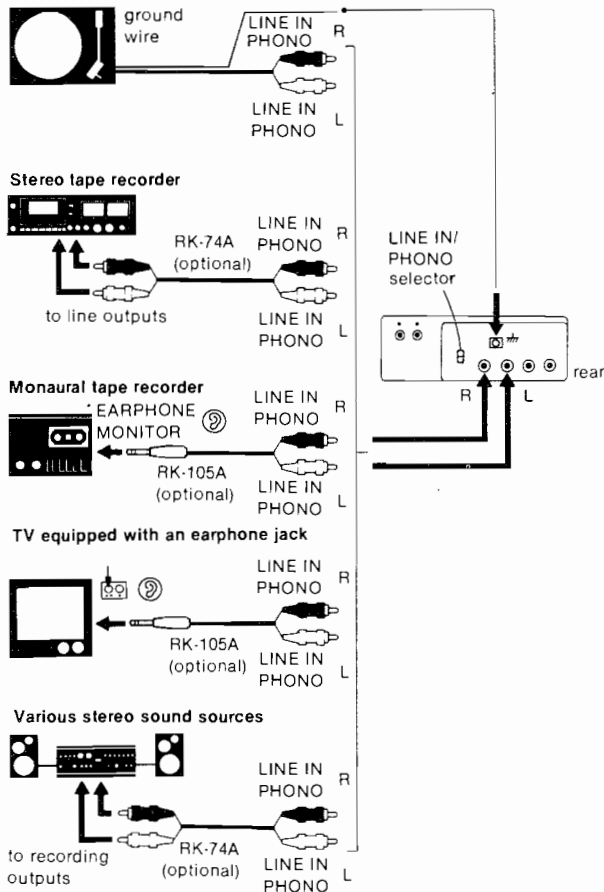 ground
wire
LINE IN
PHONO
R
LINE IN
PHONO
L
Stereo tape recorder
RK-74A
(optional)
LINE IN
PHONO
R
to line outputs
LINE IN
PHONO
L
LINE IN/
PHONO
selector
R
L
rear
Monaural tape recorder
EARPHONE
MONITOR
LINE IN
PHONO
R
RK-105A
(optional)
LINE IN
PHONO
L
TV equipped with an earphone jack
LINE IN
PHONO
R
RK-105A
(optional)
LINE IN
PHONO
L
Various stereo sound sources
LINE IN
PHONO
R
to recording
outputs
RK-74A
(optional)
LINE IN
PHONO
L